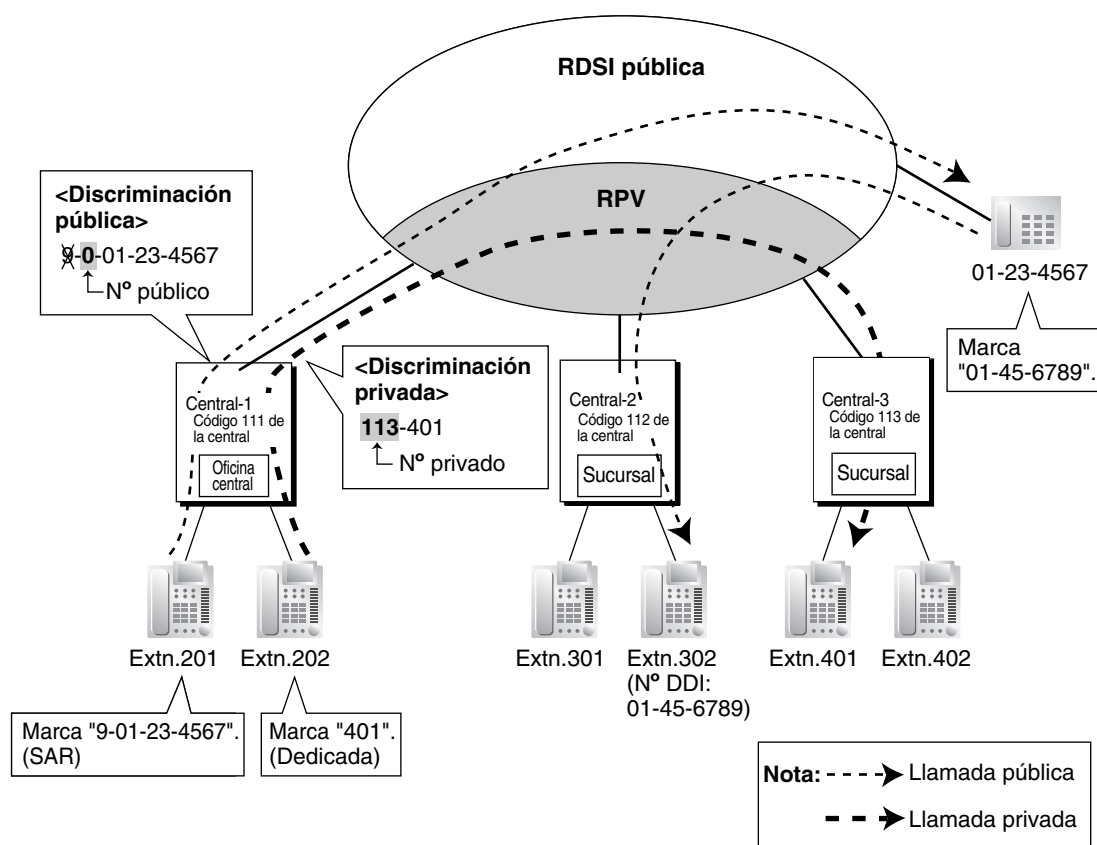 RDSI pública
RPV
<Discriminación
pública>
9-0-01-23-4567
Nº público
01-23-4567
Marca
"01-45-6789".
<Discriminación
privada>
113-401
Nº privado
Central-1
Código 111 de
la central
Oficina
central
Central-2
Código 112 de
la central
Sucursal
Central-3
Código 113 de
la central
Sucursal
Extn.201
Extn.202
Extn.301
Extn.302
(Nº DDI:
01-45-6789)
Extn.401
Extn.402
Marca "9-01-23-4567".
(SAR)
Marca "401".
(Dedicada)
Nota:
Llamada pública
Llamada privada